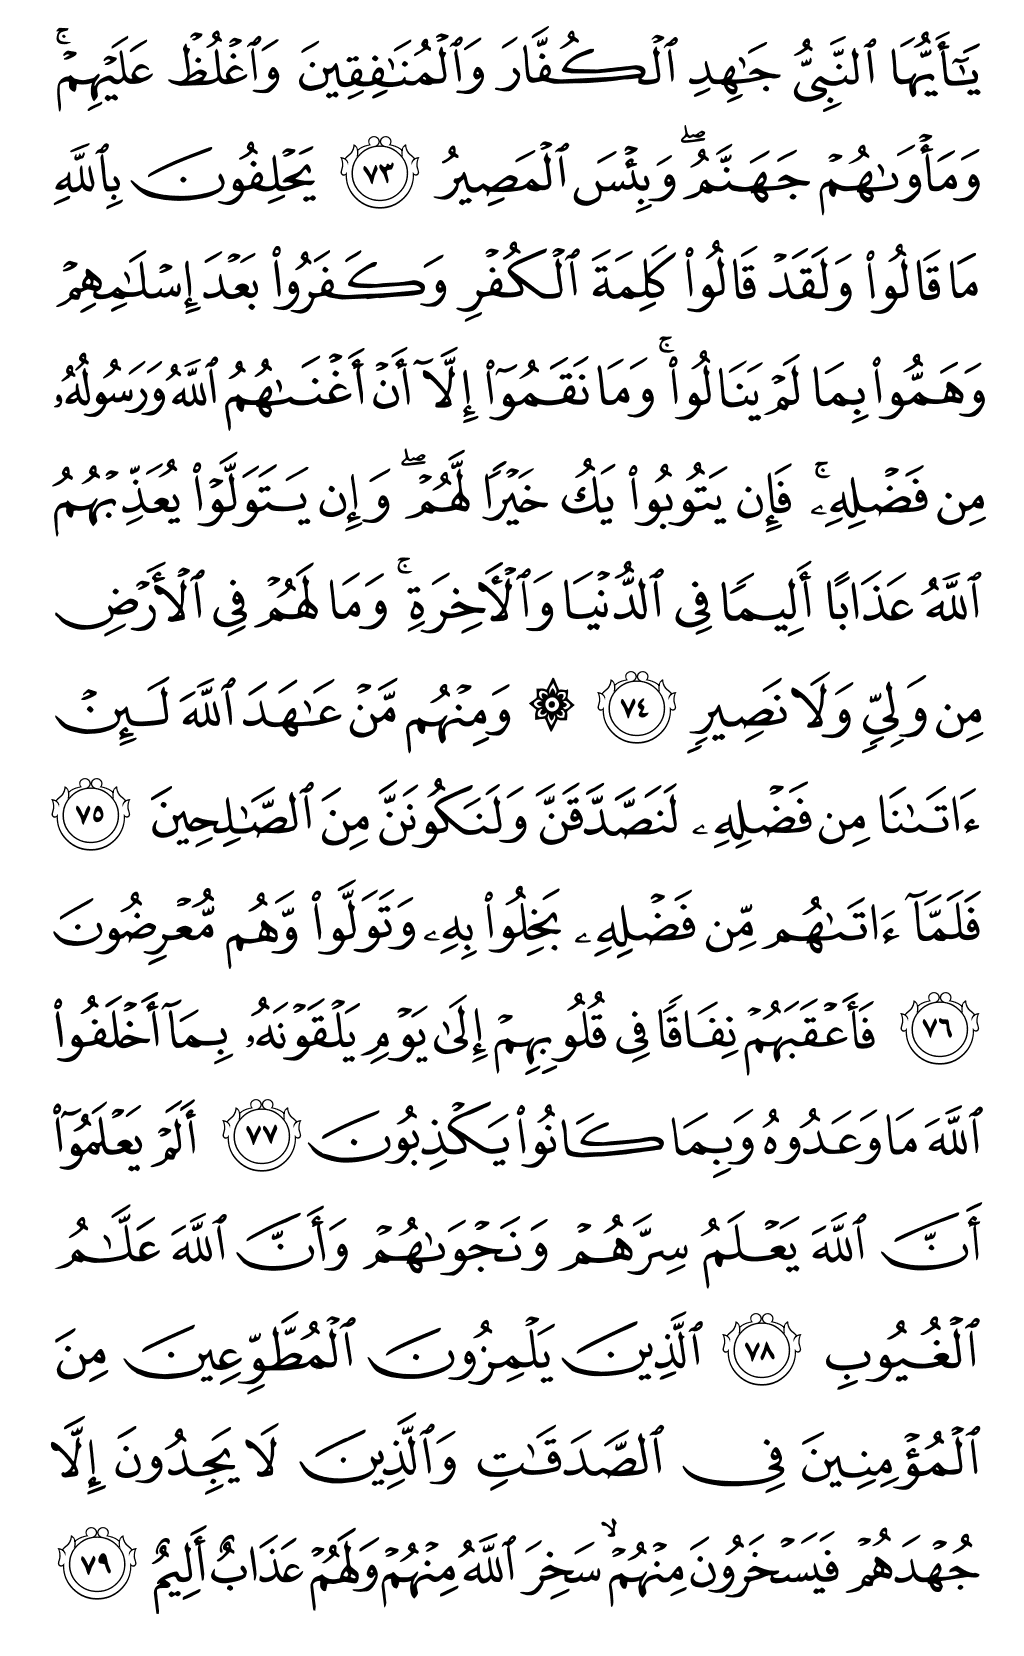 يَـٰٓأَيُّهَا ٱلنَّبِىُّ جَـٰهِدِ ٱلْكُفَّارَ وَٱلْمُنَـٰفِقِينَ وَٱغْلُظْ عَلَيْهِمْ ۚ
وَمَأْوَىٰهُمْ جَهَنَّمُ ۖ وَبِئْسَ ٱلْمَصِيرُ ٧٣ يَحْلِفُونَ بِٱللَّهِ
مَا قَالُوا۟ وَلَقَدْ قَالُوا۟ كَلِمَةَ ٱلْكُفْرِ وَكَفَرُوا۟ بَعْدَ إِسْلَـٰمِهِمْ
وَهَمُّوا۟ بِمَا لَمْ يَنَالُوا۟ ۚ وَمَا نَقَمُوٓا۟ إِلَّآ أَنْ أَغْنَىٰهُمُ ٱللَّهُ وَرَسُولُهُۥ
مِن فَضْلِهِۦ ۚ فَإِن يَتُوبُوا۟ يَكُ خَيْرًا لَّهُمْ ۖ وَإِن يَتَوَلَّوْا۟ يُعَذِّبْهُمُ
ٱللَّهُ عَذَابًا أَلِيمًا فِى ٱلدُّنْيَا وَٱلْـَٔاخِرَةِ ۚ وَمَا لَهُمْ فِى ٱلْأَرْضِ
مِن وَلِىٍّ وَلَا نَصِيرٍ ٧٤ ۞ وَمِنْهُم مَّنْ عَـٰهَدَ ٱللَّهَ لَئِنْ
ءَاتَىٰنَا مِن فَضْلِهِۦ لَنَصَّدَّقَنَّ وَلَنَكُونَنَّ مِنَ ٱلصَّـٰلِحِينَ ٧٥
فَلَمَّآ ءَاتَىٰهُم مِّن فَضْلِهِۦ بَخِلُوا۟ بِهِۦ وَتَوَلَّوا۟ وَّهُم مُّعْرِضُونَ
٧٦ فَأَعْقَبَهُمْ نِفَاقًا فِى قُلُوبِهِمْ إِلَىٰ يَوْمِ يَلْقَوْنَهُۥ بِمَآ أَخْلَفُوا۟
ٱللَّهَ مَا وَعَدُوهُ وَبِمَا كَانُوا۟ يَكْذِبُونَ ٧٧ أَلَمْ يَعْلَمُوٓا۟
أَنَّ ٱللَّهَ يَعْلَمُ سِرَّهُمْ وَنَجْوَىٰهُمْ وَأَنَّ ٱللَّهَ عَلَّـٰمُ
ٱلْغُيُوبِ ٧٨ ٱلَّذِينَ يَلْمِزُونَ ٱلْمُطَّوِّعِينَ مِنَ
ٱلْمُؤْمِنِينَ فِى ٱلصَّدَقَـٰتِ وَٱلَّذِينَ لَا يَجِدُونَ إِلَّا
جُهْدَهُمْ فَيَسْخَرُونَ مِنْهُمْ ۙ سَخِرَ ٱللَّهُ مِنْهُمْ وَلَهُمْ عَذَابٌ أَلِيمٌ ٧٩